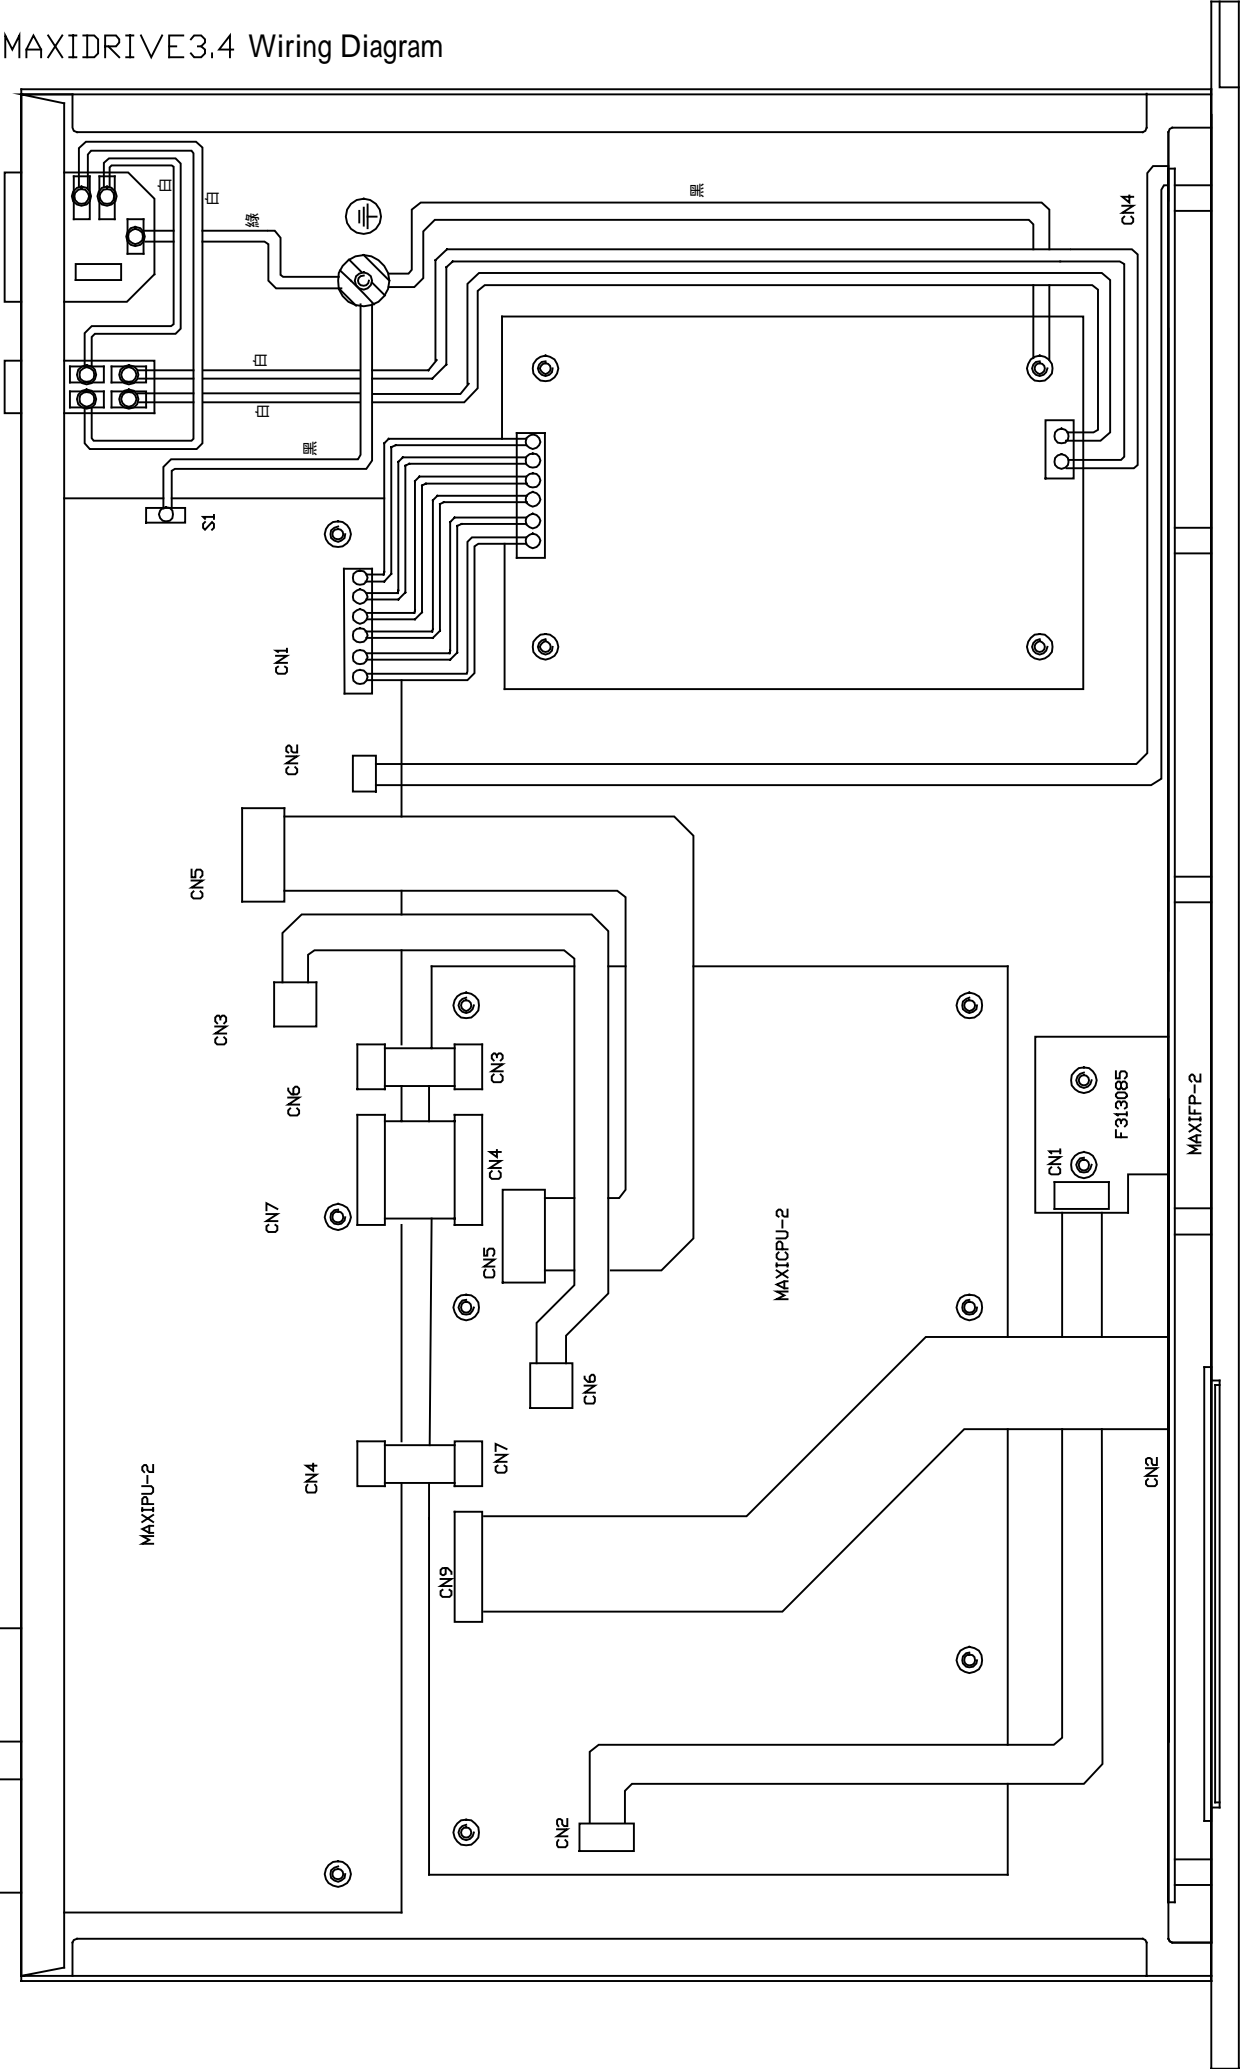 MAXIDRIVE3.4 Wiring Diagram
白
白
綠
黑
CN4
白
白
黑
S1
CN1
CN2
CN5
CN3
CN3
CN6
CN4
CN7
CN5
CN6
CN4
CN7
CN9
CN2
MAXIPU-2
MAXICPU-2
CN1
F313085
MAXIFP-2
CN2